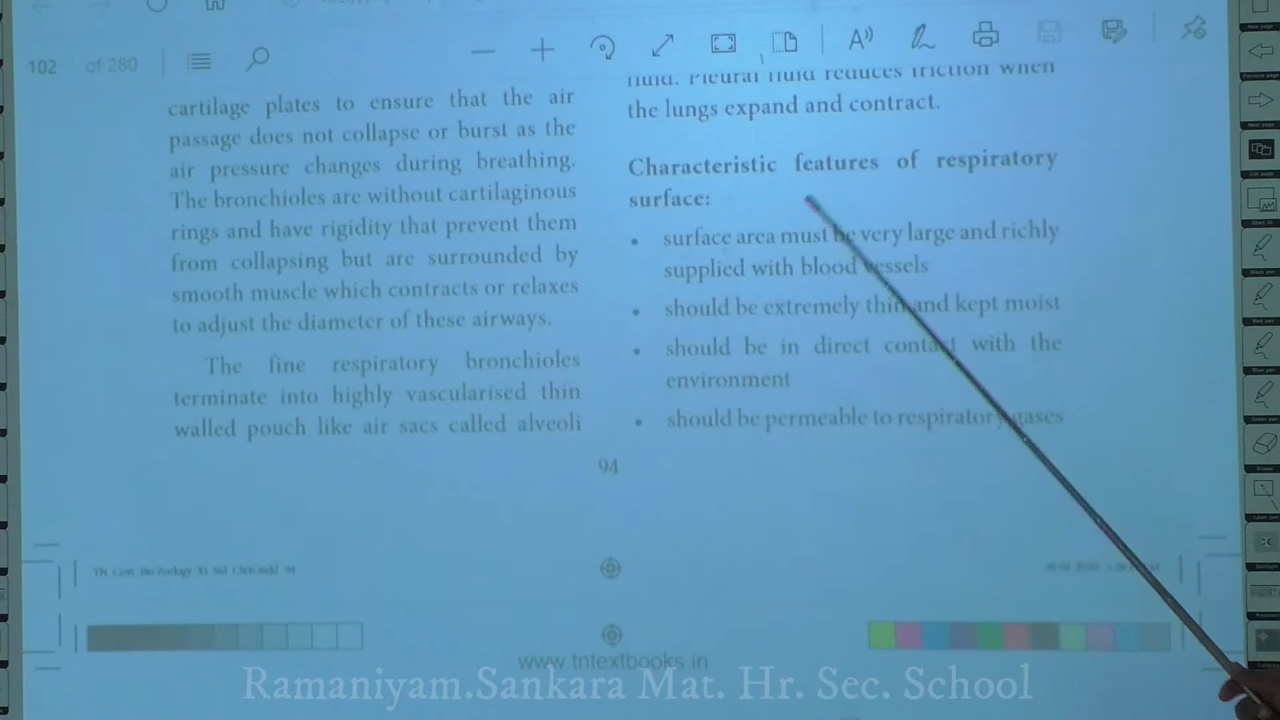 102 of 280
cartilage plates to ensure that the air
passage does not collapse or burst as the
air pressure changes during breathing.
The bronchioles are without cartilaginous
rings and have rigidity that prevent them
from collapsing but are surrounded by
smooth muscle which contracts or relaxes
to adjust the diameter of these airways.
The fine respiratory bronchioles
terminate into highly vascularised thin
walled pouch like air sacs called alveoli
fluid. Pleural fluid reduces friction when
the lungs expand and contract.
Characteristic features of respiratory
surface:
• surface area must be very large and richly
supplied with blood vessels
• should be extremely thin and kept moist
• should be in direct contact with the
environment
• should be permeable to respiratory gases
94
www.tntextbooks.in
Ramaniyam.Sankara Mat. Hr. Sec. School